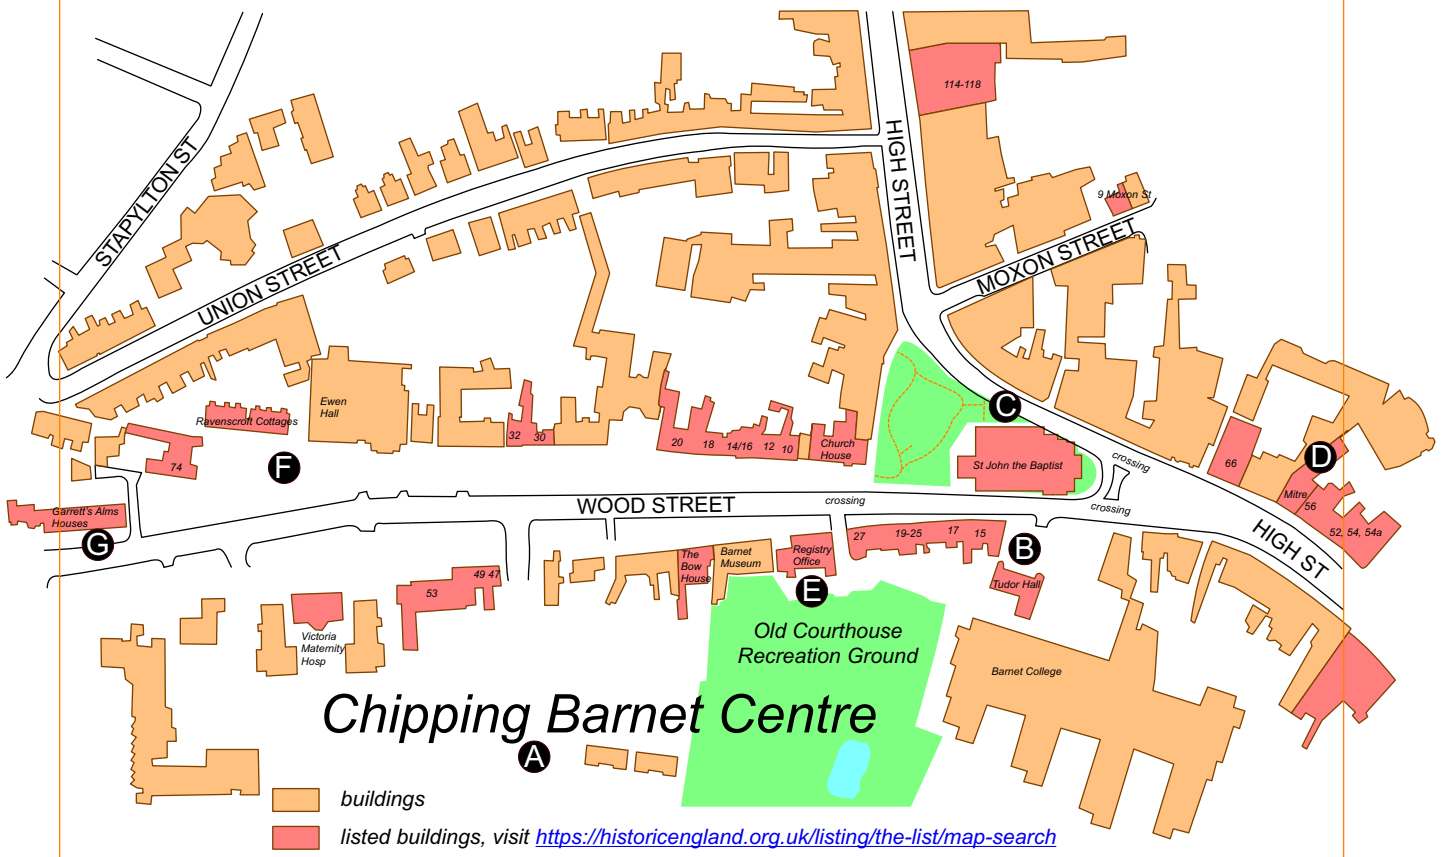 114-118
HIGH STREET
STAPYLTON ST
9 Moxon St
MOXON STREET
UNION STREET
Ewen
Hall
Ravenscroft Cottages
C
32
30
20
18
14/16
12
10
Church
House
St John the Baptist
crossing
66
D
74
F
Mitre
56
52, 54, 54a
WOOD STREET
crossing
crossing
HIGH ST
Garrett's Alms
Houses
G
27
19-25
17
15
B
The
Bow
House
Barnet
Museum
Registry
Office
E
49 47
53
Tudor Hall
Victoria
Maternity
Hosp
Old Courthouse
Recreation Ground
Barnet College
Chipping Barnet Centre
A
buildings
listed buildings, visit https://historicengland.org.uk/listing/the-list/map-search